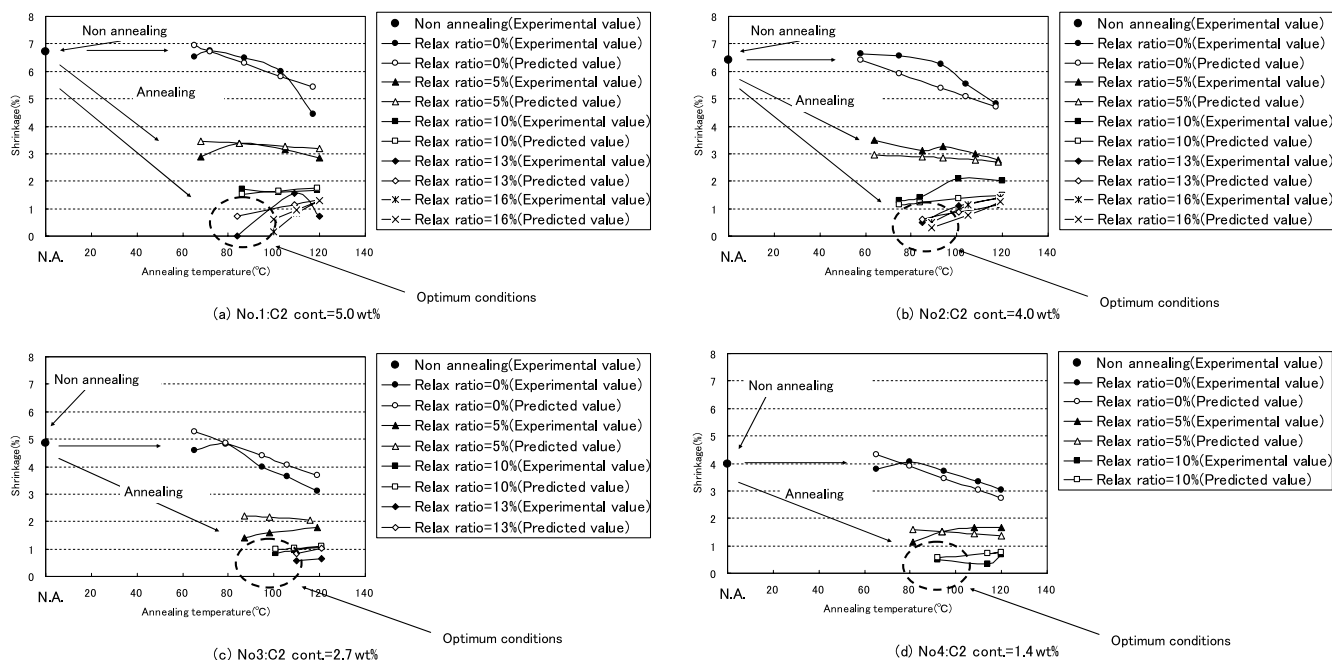 8
7
6
5
4
3
2
1
0
Shrinkage(%)
Non annealing
Annealing
N.A.
20
40
60
80
100
120
140
Annealing temperature(℃)
Non annealing(Experimental value)
Relax ratio=0%(Experimental value)
Relax ratio=0%(Predicted value)
Relax ratio=5%(Experimental value)
Relax ratio=5%(Predicted value)
Relax ratio=10%(Experimental value)
Relax ratio=10%(Predicted value)
Relax ratio=13%(Experimental value)
Relax ratio=13%(Predicted value)
Relax ratio=16%(Experimental value)
Relax ratio=16%(Predicted value)
Optimum conditions
(a) No.1:C2 cont.=5.0wt%
8
7
6
5
4
3
2
1
0
Shrinkage(%)
Non annealing
Annealing
N.A.
20
40
60
80
100
120
140
Annealing temperature(℃)
Non annealing(Experimental value)
Relax ratio=0%(Experimental value)
Relax ratio=0%(Predicted value)
Relax ratio=5%(Experimental value)
Relax ratio=5%(Predicted value)
Relax ratio=10%(Experimental value)
Relax ratio=10%(Predicted value)
Relax ratio=13%(Experimental value)
Relax ratio=13%(Predicted value)
Relax ratio=16%(Experimental value)
Relax ratio=16%(Predicted value)
Optimum conditions
(b) No2:C2 cont.=4.0wt%
8
7
6
5
4
3
2
1
0
Shrinkage(%)
Non annealing
Annealing
N.A.
20
40
60
80
100
120
140
Annealing temperature(℃)
Non annealing(Experimental value)
Relax ratio=0%(Experimental value)
Relax ratio=0%(Predicted value)
Relax ratio=5%(Experimental value)
Relax ratio=5%(Predicted value)
Relax ratio=10%(Experimental value)
Relax ratio=10%(Predicted value)
Relax ratio=13%(Experimental value)
Relax ratio=13%(Predicted value)
Optimum conditions
(c) No3:C2 cont.=2.7wt%
8
7
6
5
4
3
2
1
0
Shrinkage(%)
Non annealing
Annealing
N.A.
20
40
60
80
100
120
140
Annealing temperature(℃)
Non annealing(Experimental value)
Relax ratio=0%(Experimental value)
Relax ratio=0%(Predicted value)
Relax ratio=5%(Experimental value)
Relax ratio=5%(Predicted value)
Relax ratio=10%(Experimental value)
Relax ratio=10%(Predicted value)
Optimum conditions
(d) No4:C2 cont.=1.4wt%